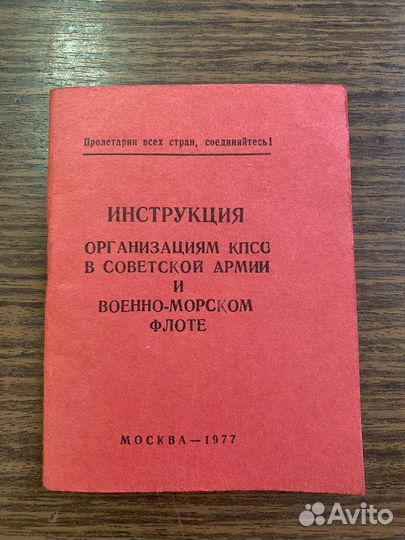 Пролетарии всех стран, соединяйтесь!
ИНСТРУКЦИЯ
ОРГАНИЗАЦИЯМ КПСС
В СОВЕТСКОЙ АРМИИ
И
ВОЕННО-МОРСКОМ
ФЛОТЕ
МОСКВА — 1977
Avito